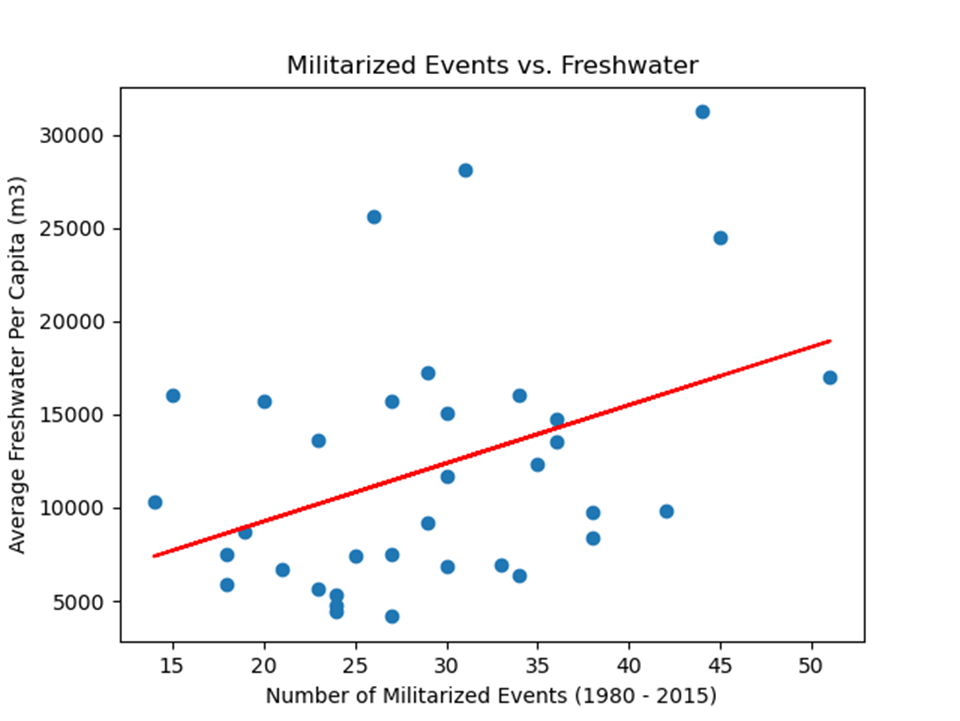 Militarized Events vs. Freshwater
Average Freshwater Per Capita (m3)
30000
25000
20000
15000
10000
5000
15 20 25 30 35 40 45 50
Number of Militarized Events (1980 - 2015)